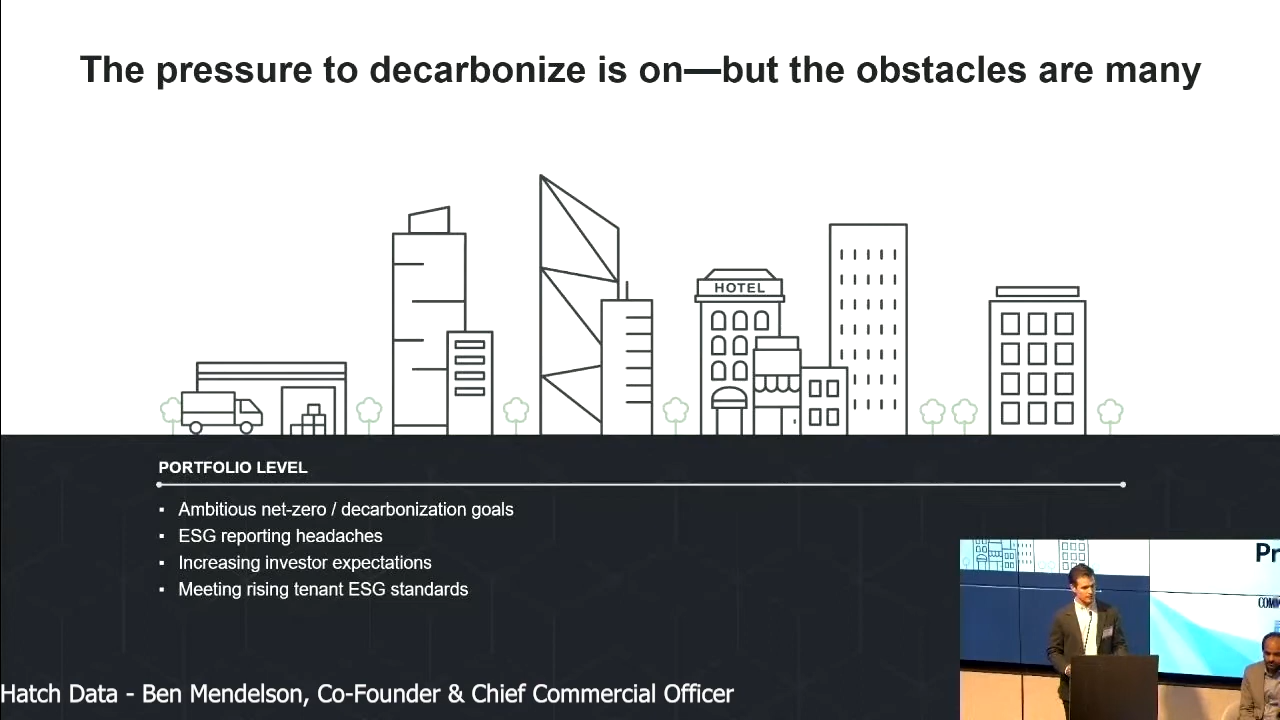 The pressure to decarbonize is on—but the obstacles are many
HOTEL
PORTFOLIO LEVEL
▪ Ambitious net-zero / decarbonization goals
▪ ESG reporting headaches
▪ Increasing investor expectations
▪ Meeting rising tenant ESG standards
Pr
Hatch Data - Ben Mendelson, Co-Founder & Chief Commercial Officer